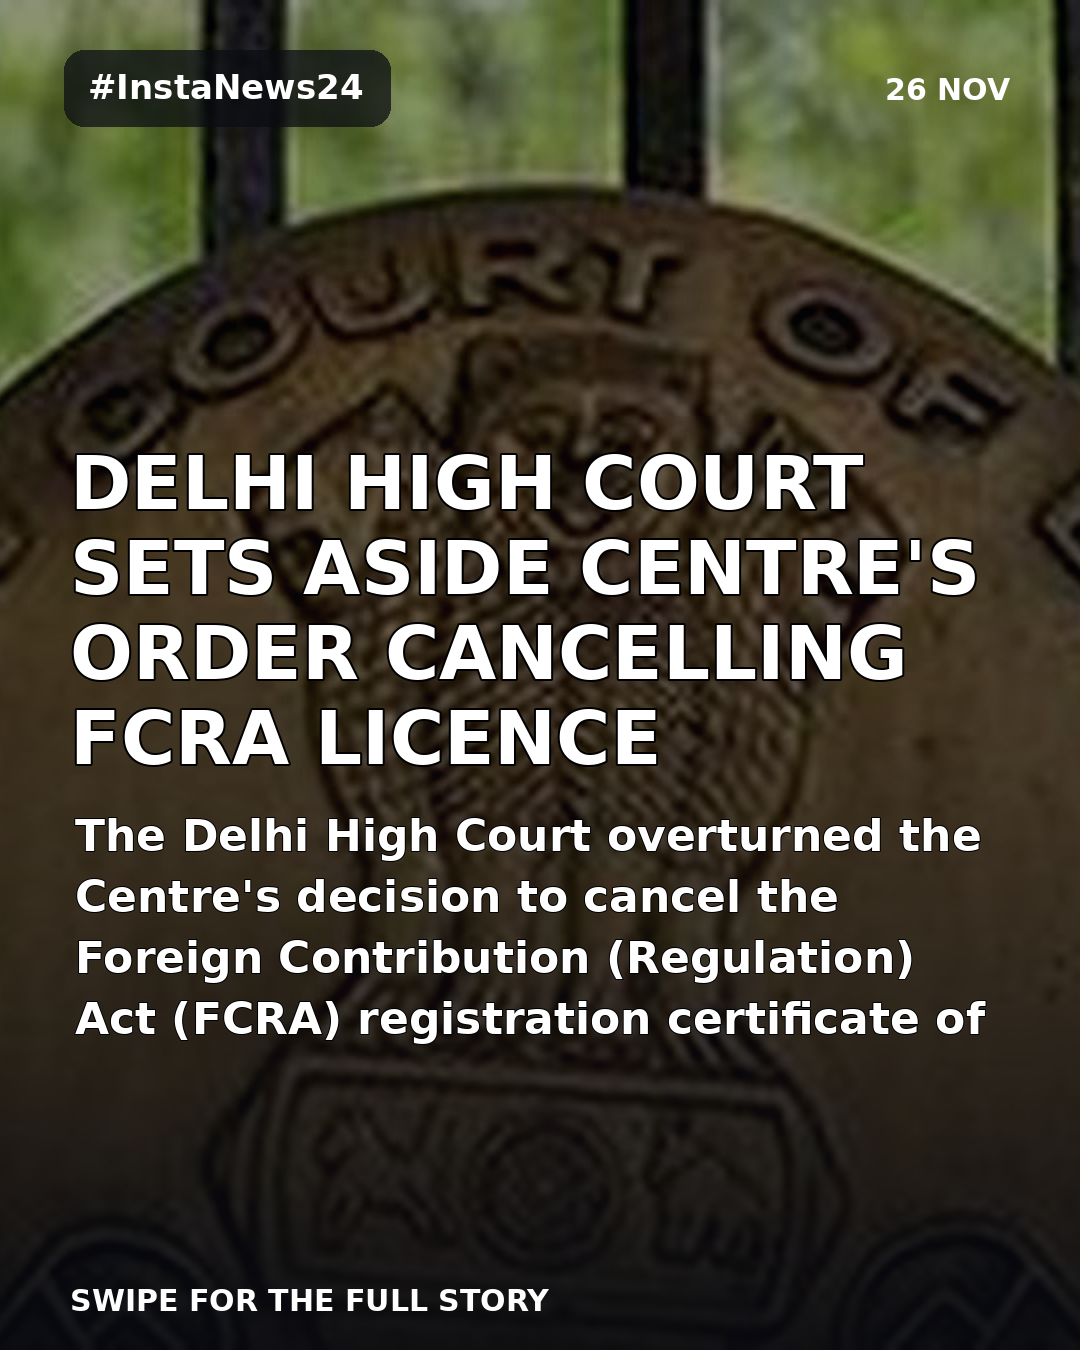 #InstaNews24
26 NOV
COURT OF
DELHI HIGH COURT
SETS ASIDE CENTRE'S
ORDER CANCELLING
FCRA LICENCE
The Delhi High Court overturned the
Centre's decision to cancel the
Foreign Contribution (Regulation)
Act (FCRA) registration certificate of
SWIPE FOR THE FULL STORY